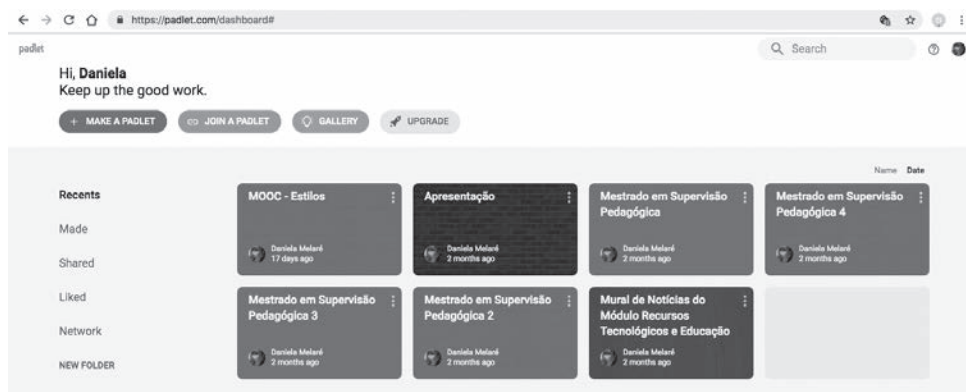 https://padlet.com/dashboard#
padlet
Search
Hi, Daniela
Keep up the good work.
+ MAKE A PADLET
JOIN A PADLET
GALLERY
UPGRADE
Name Date
Recents
Made
Shared
Liked
Network
NEW FOLDER
MOOC - Estilos
Daniela Melaré
17 days ago
Apresentação
Daniela Melaré
2 months ago
Mestrado em Supervisão
Pedagógica
Daniela Melaré
2 months ago
Mestrado em Supervisão
Pedagógica 4
Daniela Melaré
2 months ago
Mestrado em Supervisão
Pedagógica 3
Daniela Melaré
2 months ago
Mestrado em Supervisão
Pedagógica 2
Daniela Melaré
2 months ago
Mural de Notícias do
Módulo Recursos
Tecnológicos e Educação
Daniela Melaré
2 months ago